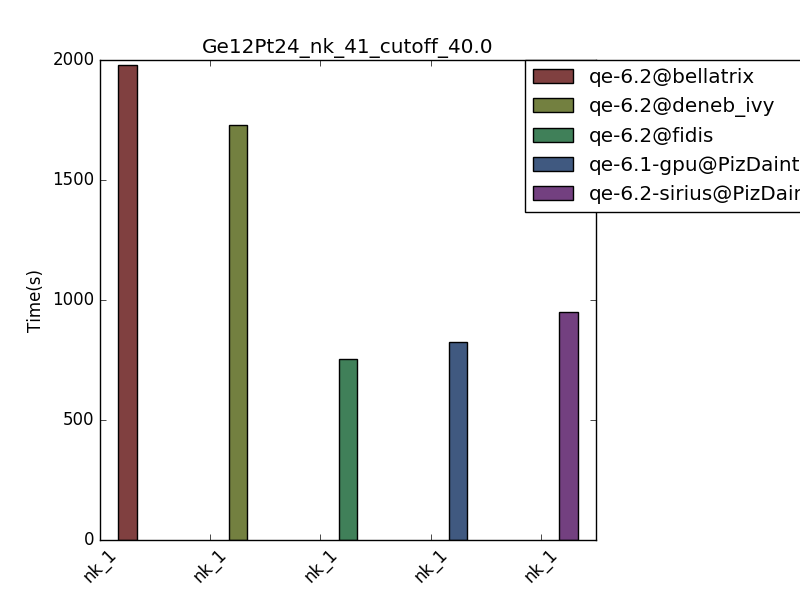 Ge12Pt24_nk_41_cutoff_40.0
2000
1500
1000
500
0
Time(s)
qe-6.2@bellatrix
qe-6.2@deneb_ivy
qe-6.2@fidis
qe-6.1-gpu@PizDaint
qe-6.2-sirius@PizDain
nk_1
nk_1
nk_1
nk_1
nk_1